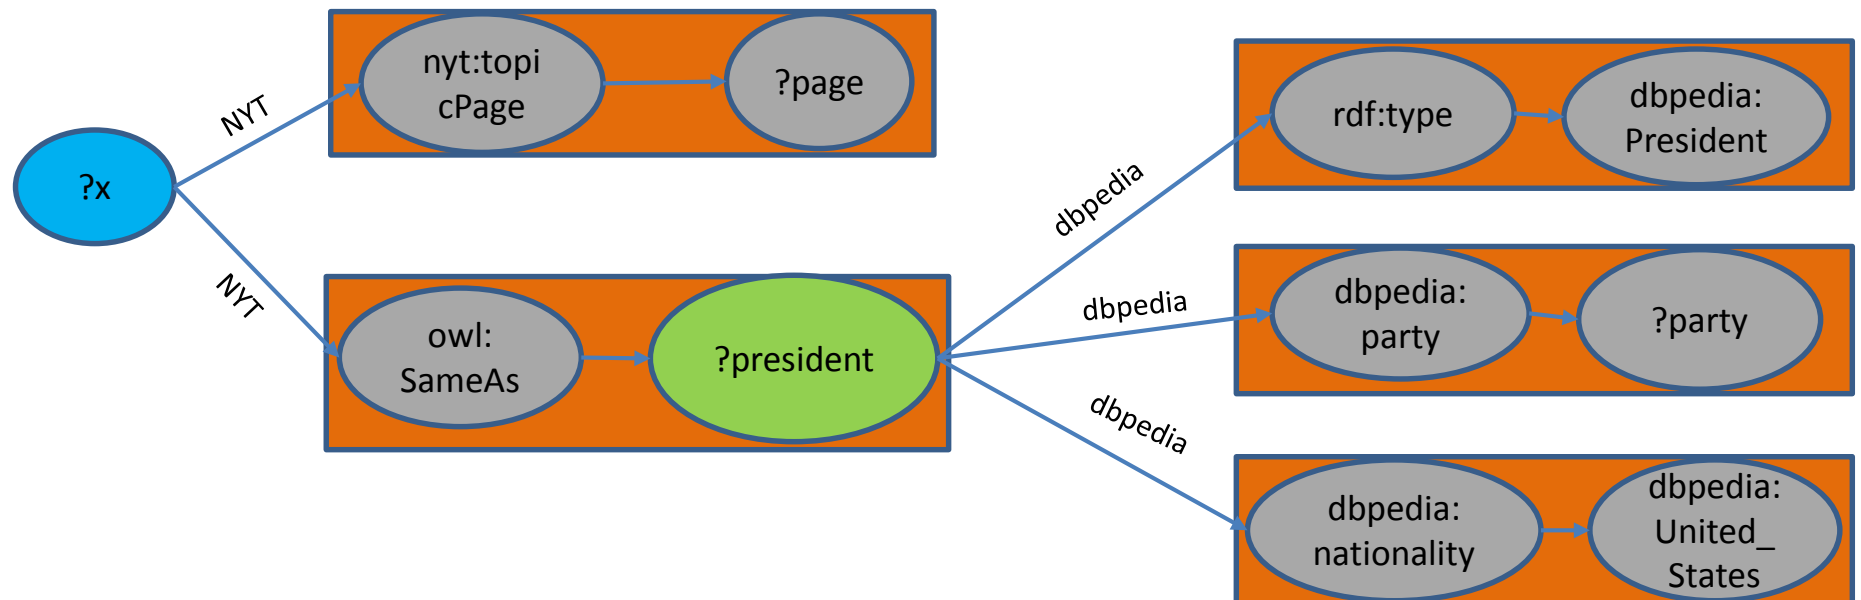 ?x
NYT
nyt:topi
cPage
?page
NYT
owl:
SameAs
?president
dbpedia
rdf:type
dbpedia:
President
dbpedia
dbpedia:
party
?party
dbpedia
dbpedia:
nationality
dbpedia:
United_
States